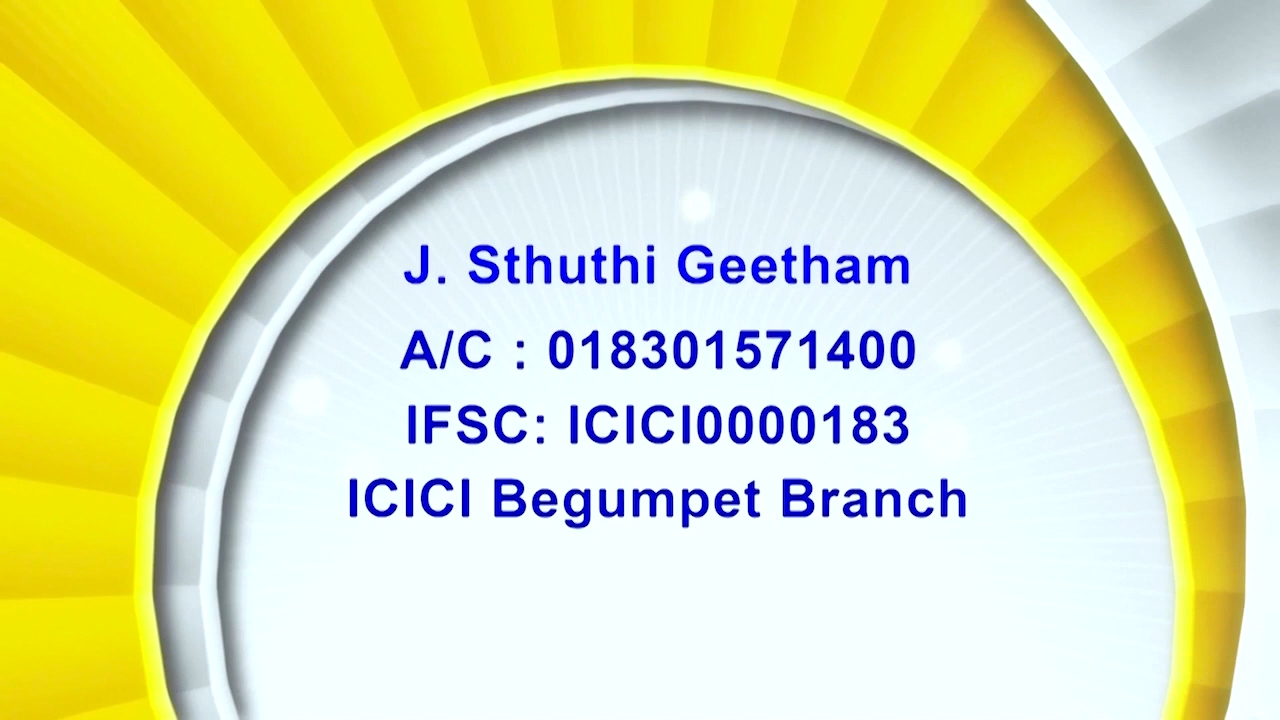 J. Sthuthi Geetham
A/C : 018301571400
IFSC: ICICI0000183
ICICI Begumpet Branch